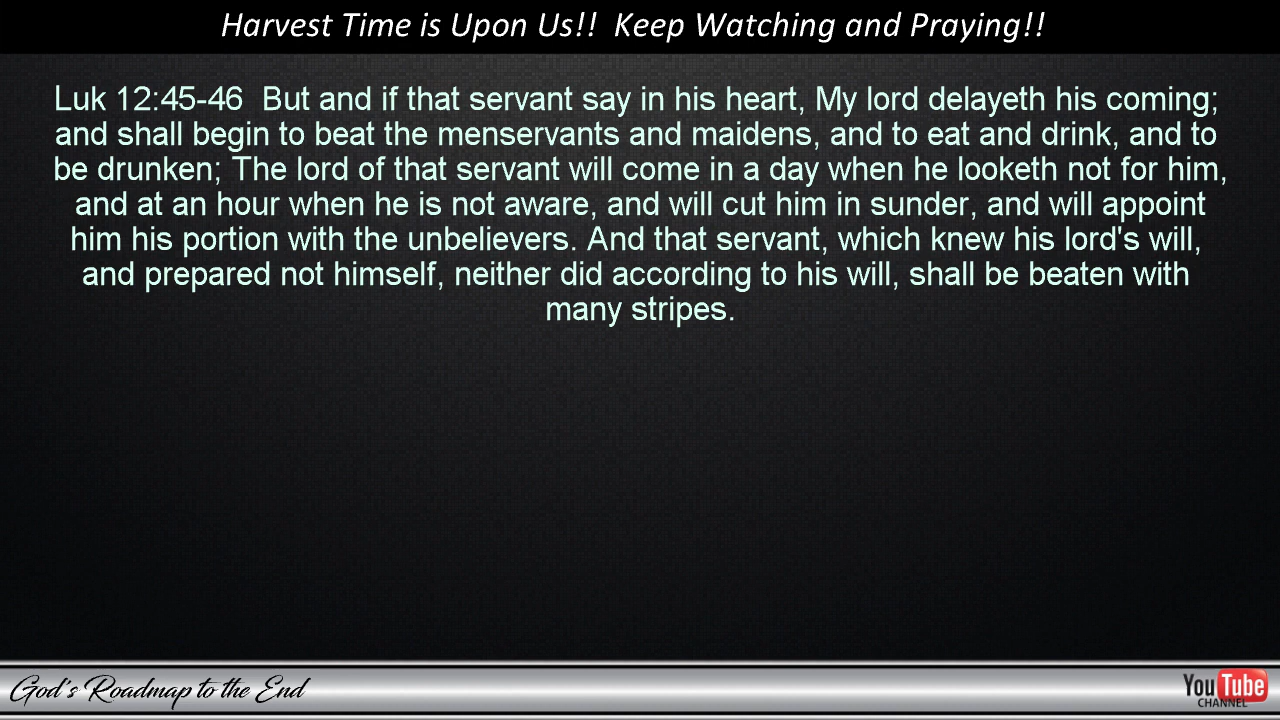 Harvest Time is Upon Us!!  Keep Watching and Praying!!
Luk 12:45-46  But and if that servant say in his heart, My lord delayeth his coming;
and shall begin to beat the menservants and maidens, and to eat and drink, and to
be drunken; The lord of that servant will come in a day when he looketh not for him,
and at an hour when he is not aware, and will cut him in sunder, and will appoint
him his portion with the unbelievers. And that servant, which knew his lord's will,
and prepared not himself, neither did according to his will, shall be beaten with
many stripes.
God's Roadmap to the End
YouTube
CHANNEL